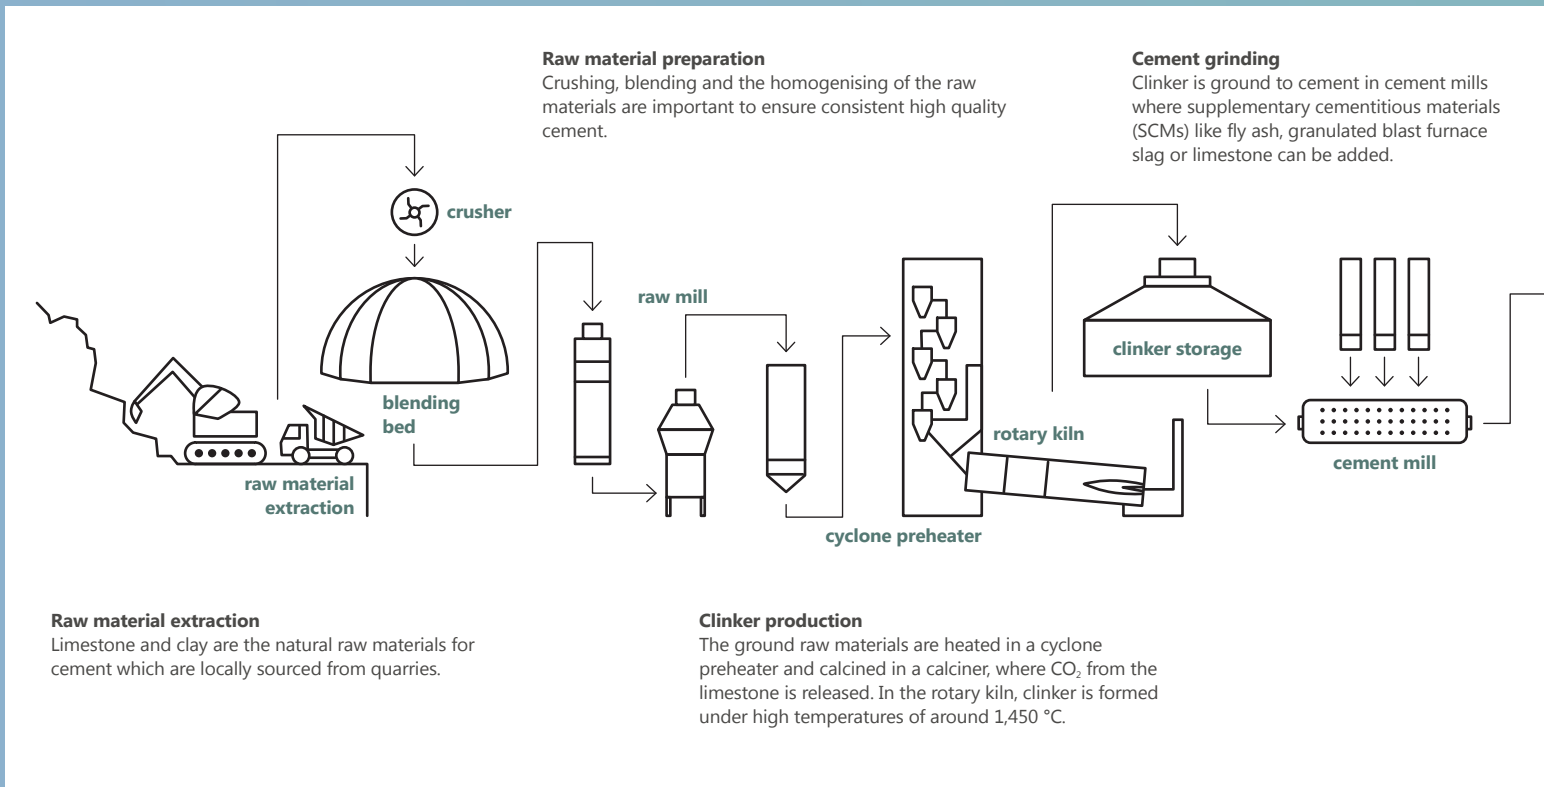 Raw material preparation
Crushing, blending and the homogenising of the raw
materials are important to ensure consistent high quality
cement.
Cement grinding
Clinker is ground to cement in cement mills
where supplementary cementitious materials
(SCMs) like fly ash, granulated blast furnace
slag or limestone can be added.
crusher
raw mill
blending
bed
clinker storage
rotary kiln
cement mill
raw material
extraction
cyclone preheater
Raw material extraction
Limestone and clay are the natural raw materials for
cement which are locally sourced from quarries.
Clinker production
The ground raw materials are heated in a cyclone
preheater and calcined in a calciner, where CO₂ from the
limestone is released. In the rotary kiln, clinker is formed
under high temperatures of around 1,450 °C.